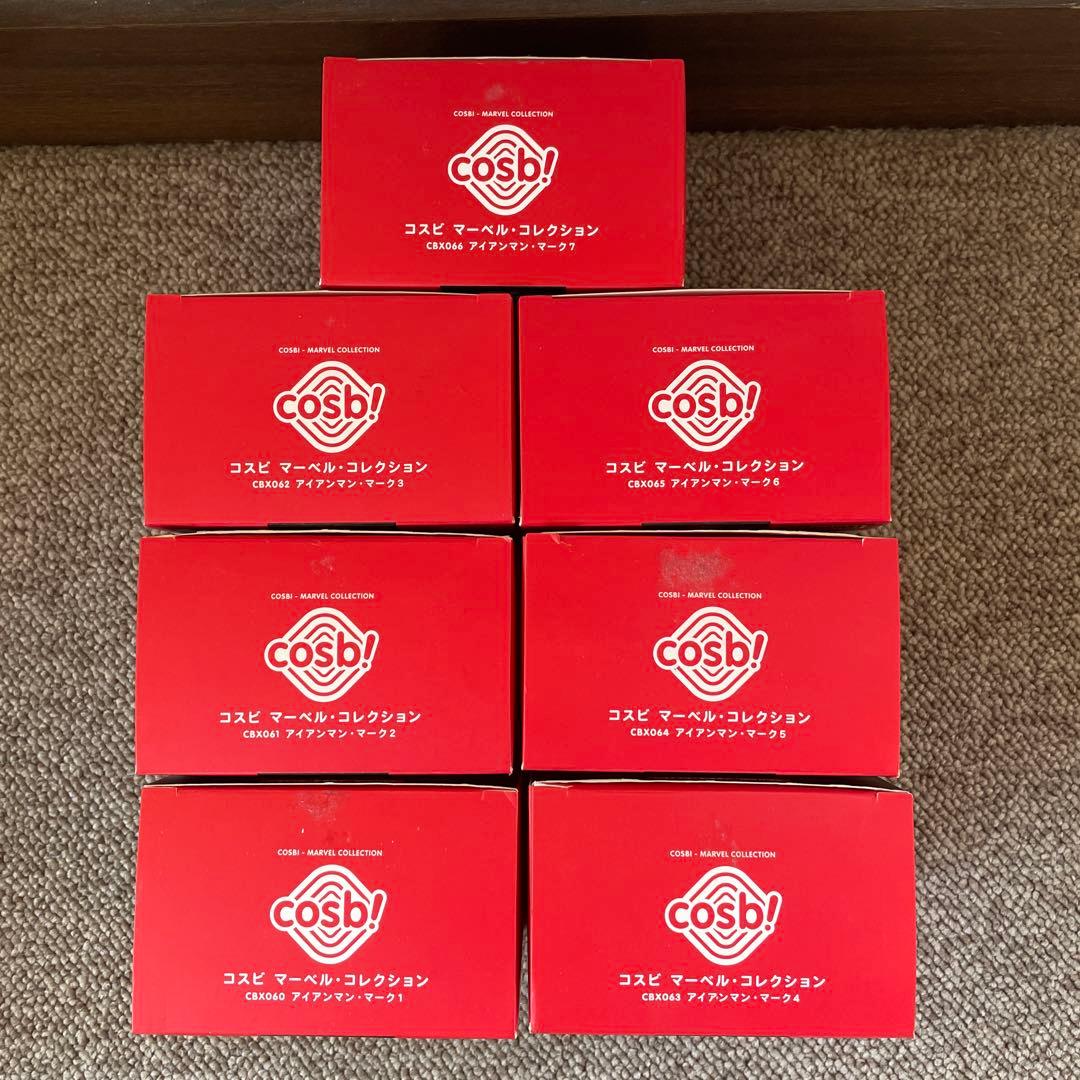 COSBI - MARVEL COLLECTION
cosb!
コスビ マーベル・コレクション
CBX066 アイアンマン・マーク7
COSBI - MARVEL COLLECTION
cosb!
コスビ マーベル・コレクション
CBX062 アイアンマン・マーク3
COSBI - MARVEL COLLECTION
cosb!
コスビ マーベル・コレクション
CBX065 アイアンマン・マーク6
COSBI - MARVEL COLLECTION
cosb!
コスビ マーベル・コレクション
CBX061 アイアンマン・マーク2
COSBI - MARVEL COLLECTION
cosb!
コスビ マーベル・コレクション
CBX064 アイアンマン・マーク5
COSBI - MARVEL COLLECTION
cosb!
コスビ マーベル・コレクション
CBX060 アイアンマン・マーク1
COSBI - MARVEL COLLECTION
cosb!
コスビ マーベル・コレクション
CBX063 アイアンマン・マーク4